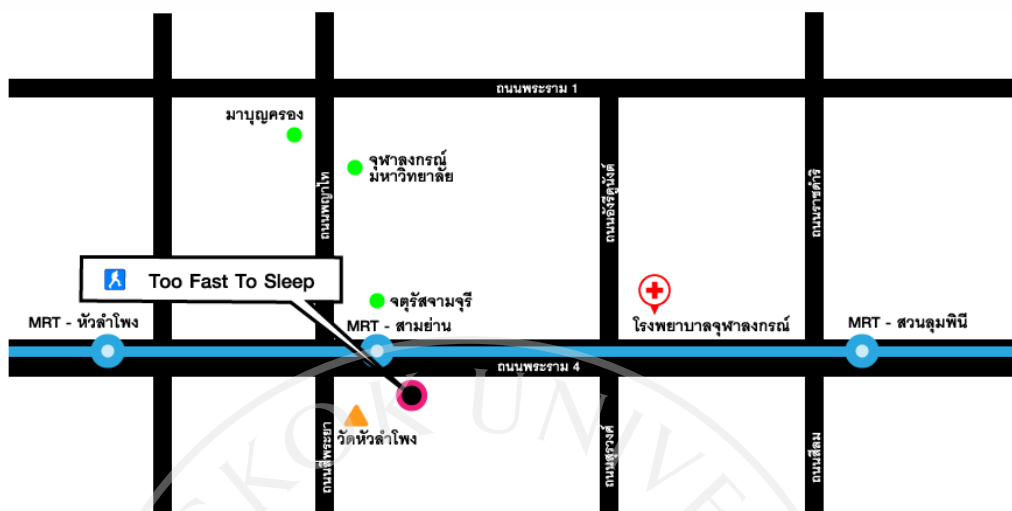 ถนนพระราม 1
มาบุญครอง
จุฬาลงกรณ์
มหาวิทยาลัย
ถนนพญาไท
ถนนอังรีดูนังต์
ถนนราชดำริ
Too Fast To Sleep
จตุรัสจามจุรี
MRT - หัวลำโพง
MRT - สามย่าน
โรงพยาบาลจุฬาลงกรณ์
MRT - สวนลุมพินี
ถนนพระราม 4
วัดหัวลำโพง
ถนนสี่พระยา
ถนนสุรวงศ์
ถนนสีลม
SKOK UNIVE